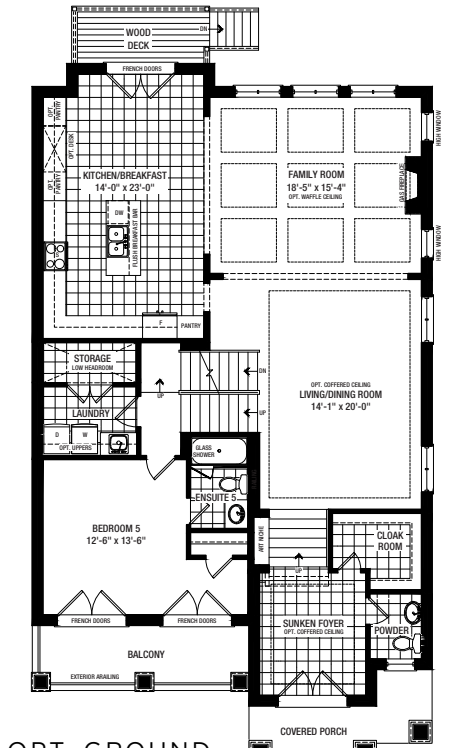 WOOD
DECK
DN
FRENCH DOORS
OPT.
PANTRY
OPT. DESK
OPT.
PANTRY
KITCHEN/BREAKFAST
14'-0" x 23'-0"
DW
FLUSH BREAKFAST BAR
S
F
PANTRY
FAMILY ROOM
18'-5" x 15'-4"
OPT. WAFFLE CEILING
HIGH WINDOW
GAS FIREPLACE
HIGH WINDOW
STORAGE
LOW HEADROOM
LAUNDRY
D
W
OPT. UPPERS
UP
DN
UP
OPT. COFFERED CEILING
LIVING/DINING ROOM
14'-1" x 20'-0"
GLASS
SHOWER
ENSUITE 5
BEDROOM 5
12'-6" x 13'-6"
ART NICHE
UP
CLOAK
ROOM
SUNKEN FOYER
OPT. COFFERED CEILING
POWDER
FRENCH DOORS
FRENCH DOORS
BALCONY
EXTERIOR ARAILING
COVERED PORCH
OPT. GROUND